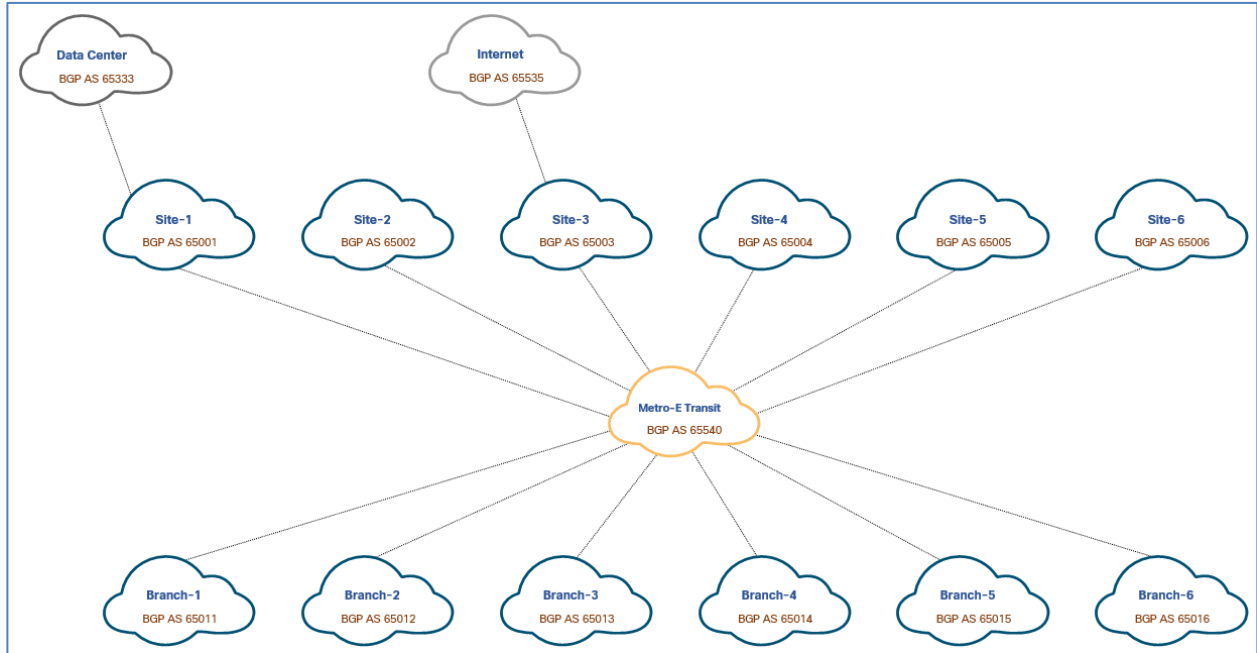 Data Center
BGP AS 65333
Internet
BGP AS 65535
Site-1
BGP AS 65001
Site-2
BGP AS 65002
Site-3
BGP AS 65003
Site-4
BGP AS 65004
Site-5
BGP AS 65005
Site-6
BGP AS 65006
Metro-E Transit
BGP AS 65540
Branch-1
BGP AS 65011
Branch-2
BGP AS 65012
Branch-3
BGP AS 65013
Branch-4
BGP AS 65014
Branch-5
BGP AS 65015
Branch-6
BGP AS 65016